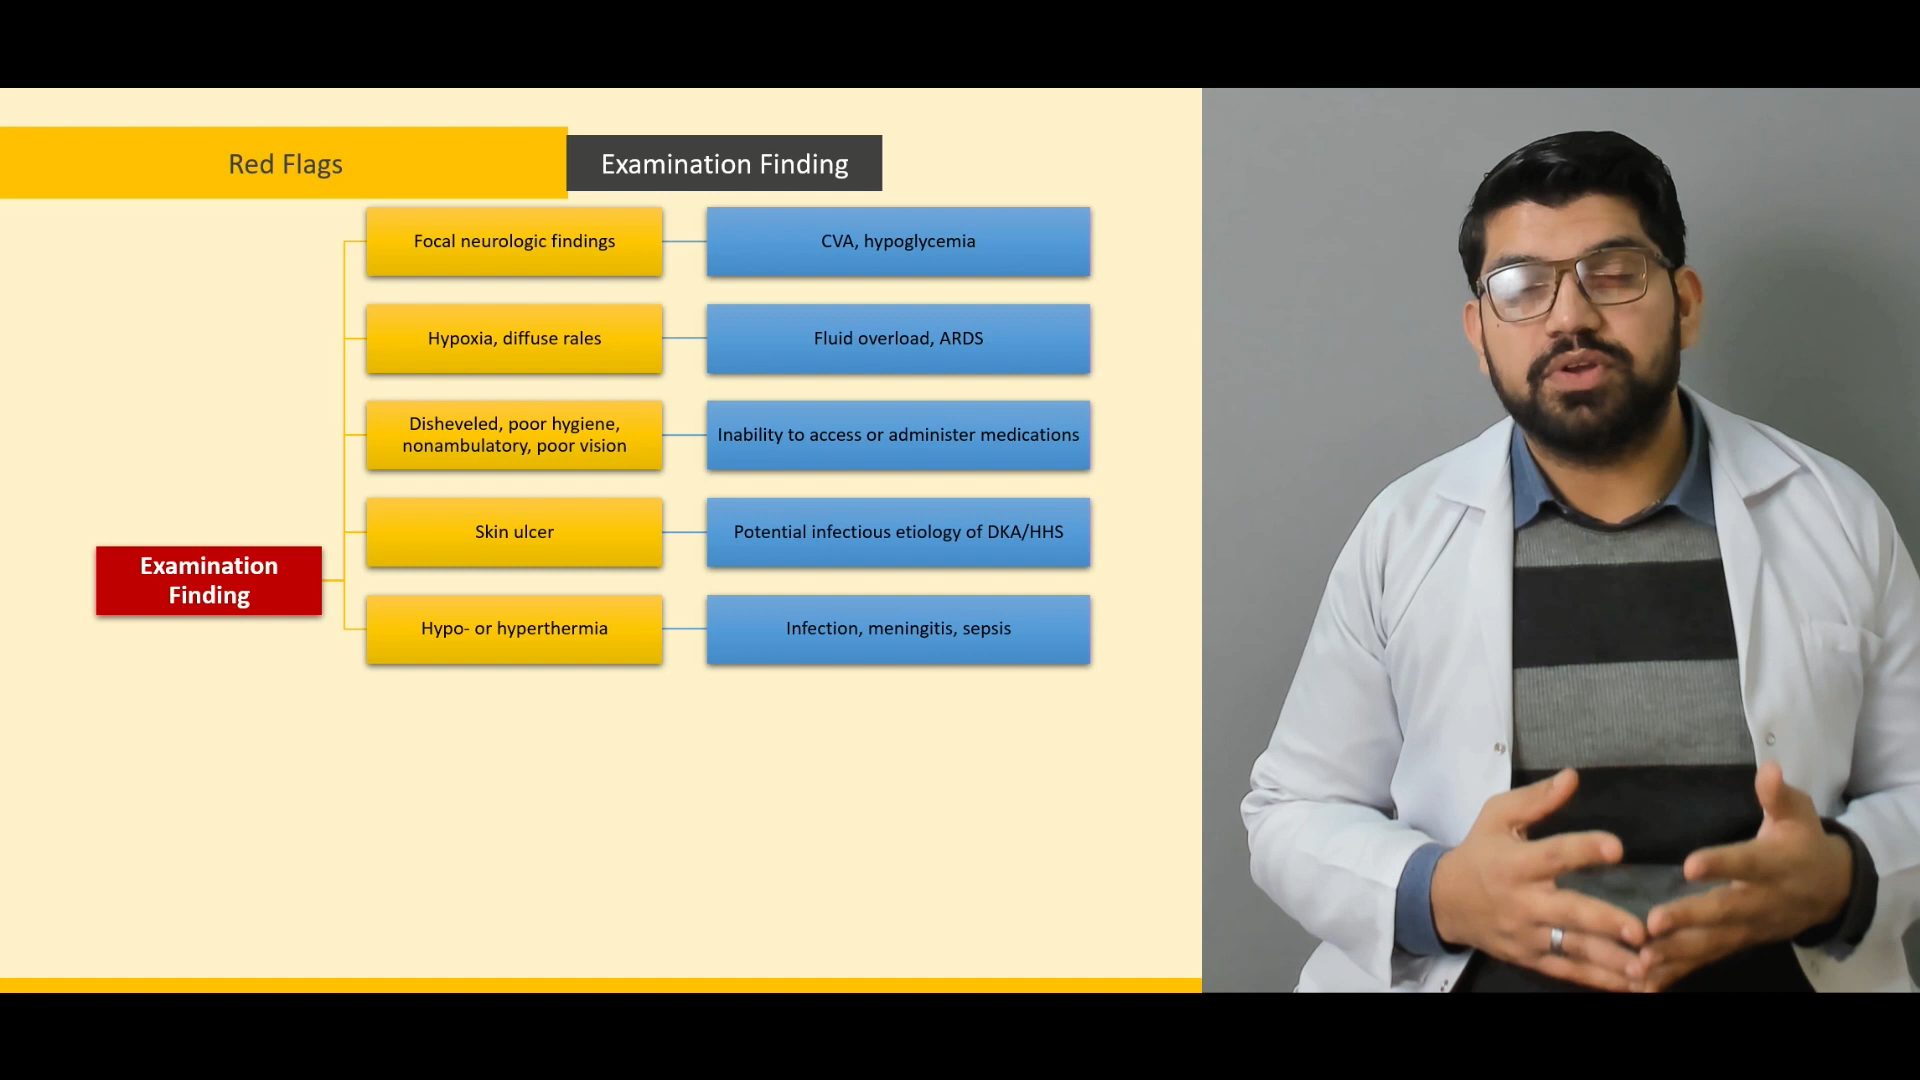 Red Flags
Examination Finding
Focal neurologic findings
CVA, hypoglycemia
Hypoxia, diffuse rales
Fluid overload, ARDS
Disheveled, poor hygiene,
nonambulatory, poor vision
Inability to access or administer medications
Skin ulcer
Potential infectious etiology of DKA/HHS
Examination
Finding
Hypo- or hyperthermia
Infection, meningitis, sepsis